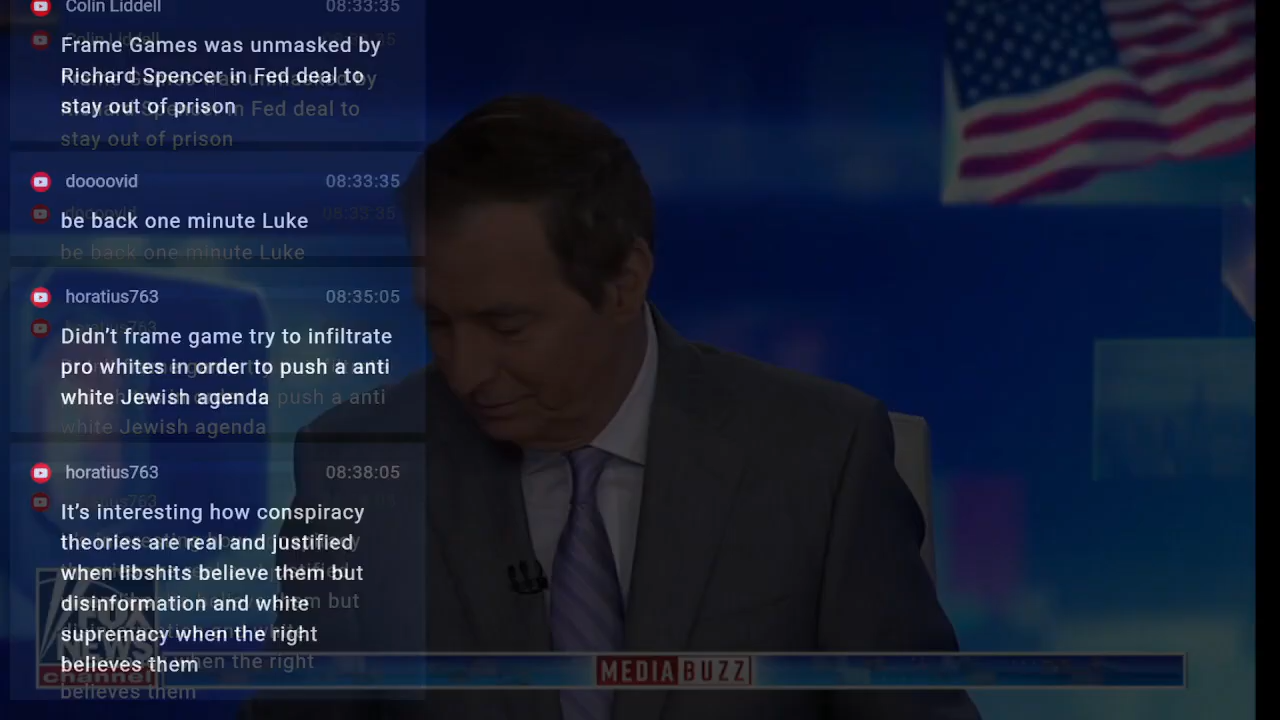 Colin Liddell 08:33:35
Frame Games was unmasked by
Richard Spencer in Fed deal to
stay out of prison
doooovid 08:33:35
be back one minute Luke
horatius763 08:35:05
Didn't frame game try to infiltrate
pro whites in order to push a anti
white Jewish agenda
horatius763 08:38:05
It's interesting how conspiracy
theories are real and justified
when libshits believe them but
disinformation and white
supremacy when the right
believes them
FOX
NEWS
channel
MEDIA BUZZ